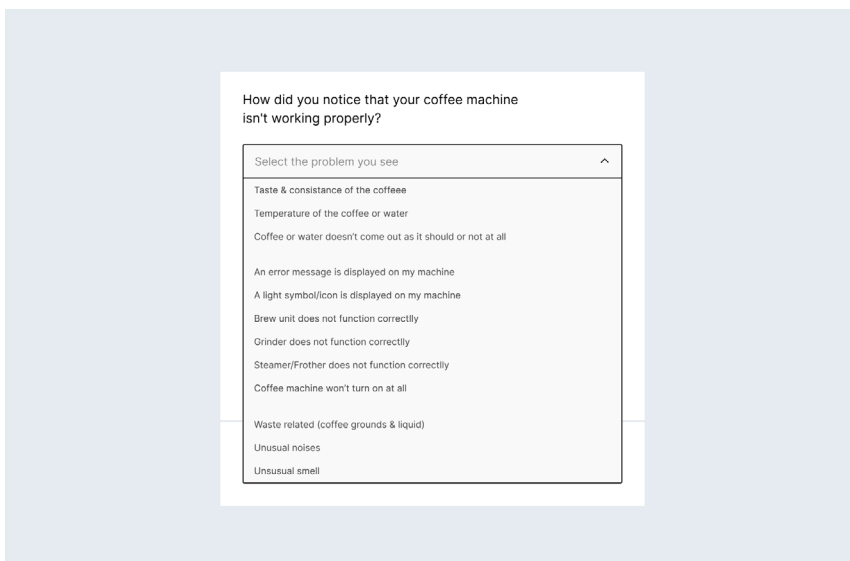 How did you notice that your coffee machine
isn't working properly?
Select the problem you see
Taste & consistance of the coffeee
Temperature of the coffee or water
Coffee or water doesn't come out as it should or not at all
An error message is displayed on my machine
A light symbol/icon is displayed on my machine
Brew unit does not function correctlly
Grinder does not function correctlly
Steamer/Frother does not function correctlly
Coffee machine won't turn on at all
Waste related (coffee grounds & liquid)
Unusual noises
Unsusual smell